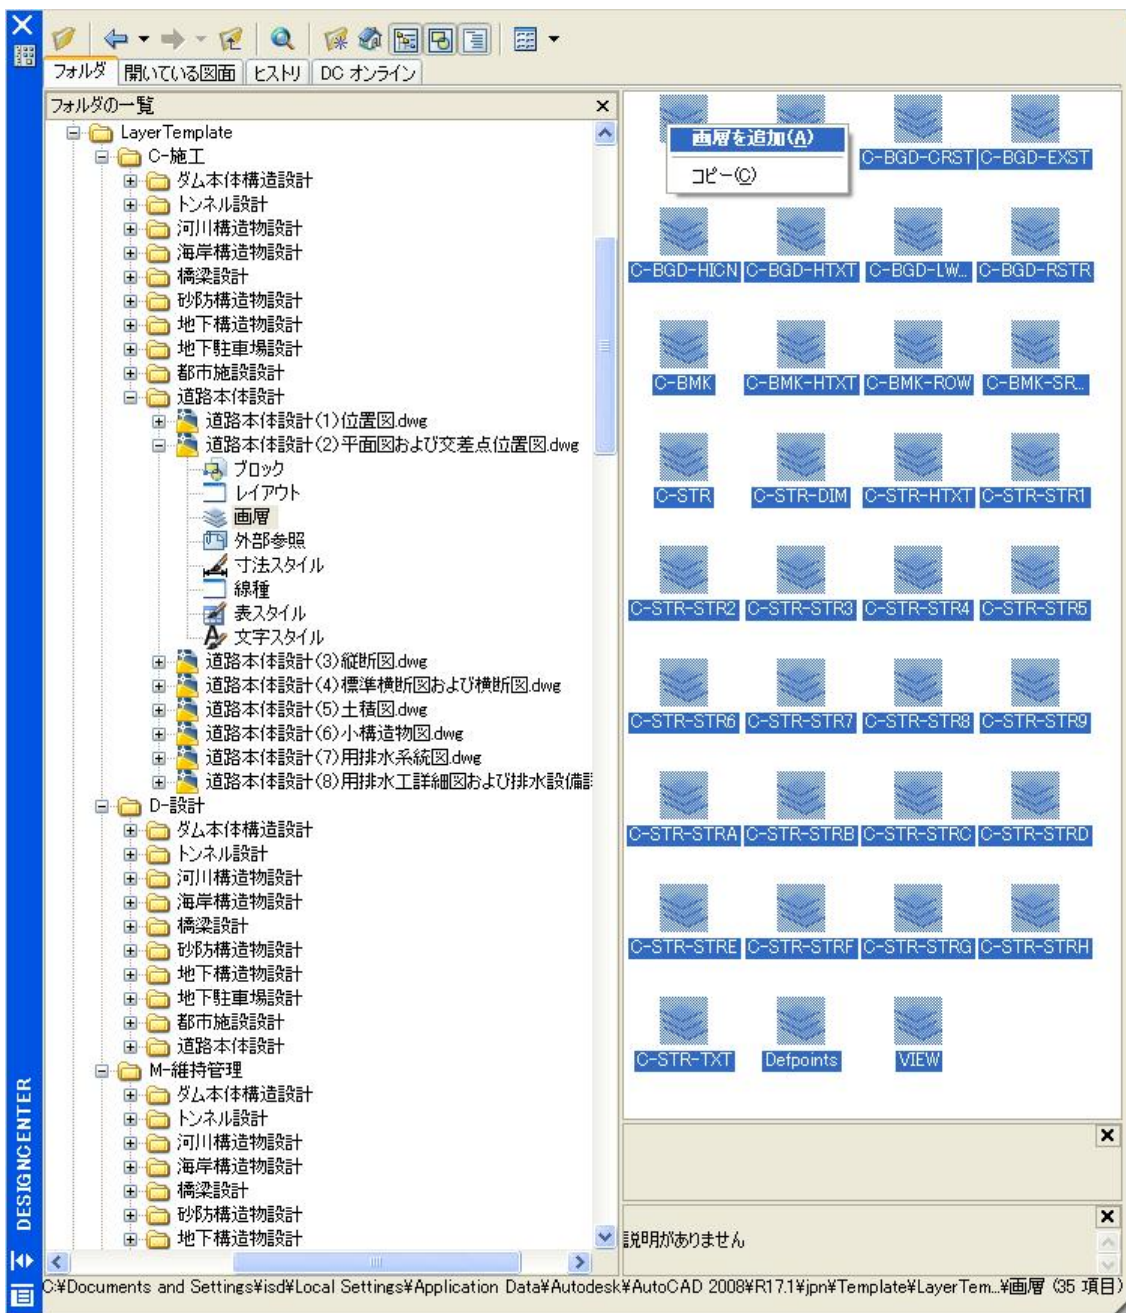 フォルダ 開いている図面 ヒストリ DC オンライン
フォルダの一覧
LayerTemplate
C-施工
ダム本体構造設計
トンネル設計
河川構造物設計
海岸構造物設計
橋梁設計
砂防構造物設計
地下構造物設計
地下駐車場設計
都市施設設計
道路本体設計
道路本体設計(1)位置図.dwg
道路本体設計(2)平面図および交差点位置図.dwg
ブロック
レイアウト
画層
外部参照
寸法スタイル
線種
表スタイル
文字スタイル
道路本体設計(3)縦断図.dwg
道路本体設計(4)標準横断図および横断図.dwg
道路本体設計(5)土積図.dwg
道路本体設計(6)小構造物図.dwg
道路本体設計(7)用排水系統図.dwg
道路本体設計(8)用排水工詳細図および排水設備
D-設計
ダム本体構造設計
トンネル設計
河川構造物設計
海岸構造物設計
橋梁設計
砂防構造物設計
地下構造物設計
地下駐車場設計
都市施設設計
道路本体設計
M-維持管理
ダム本体構造設計
トンネル設計
河川構造物設計
海岸構造物設計
橋梁設計
砂防構造物設計
地下構造物設計
画層を追加(A)
コピー(C)
C-BGD-CRST C-BGD-EXST
C-BGD-HICN C-BGD-HTXT C-BGD-LW... C-BGD-RSTR
C-BMK C-BMK-HTXT C-BMK-ROW C-BMK-SR...
C-STR C-STR-DIM C-STR-HTXT C-STR-STR1
C-STR-STR2 C-STR-STR3 C-STR-STR4 C-STR-STR5
C-STR-STR6 C-STR-STR7 C-STR-STR8 C-STR-STR9
C-STR-STRA C-STR-STRB C-STR-STRC C-STR-STRD
C-STR-STRE C-STR-STRF C-STR-STRG C-STR-STRH
C-STR-TXT Defpoints VIEW
説明がありません
DESIGNCENTER
C:¥Documents and Settings¥isd¥Local Settings¥Application Data¥Autodesk¥AutoCAD 2008¥R17.1¥jpn¥Template¥LayerTem...¥画層 (35 項目)